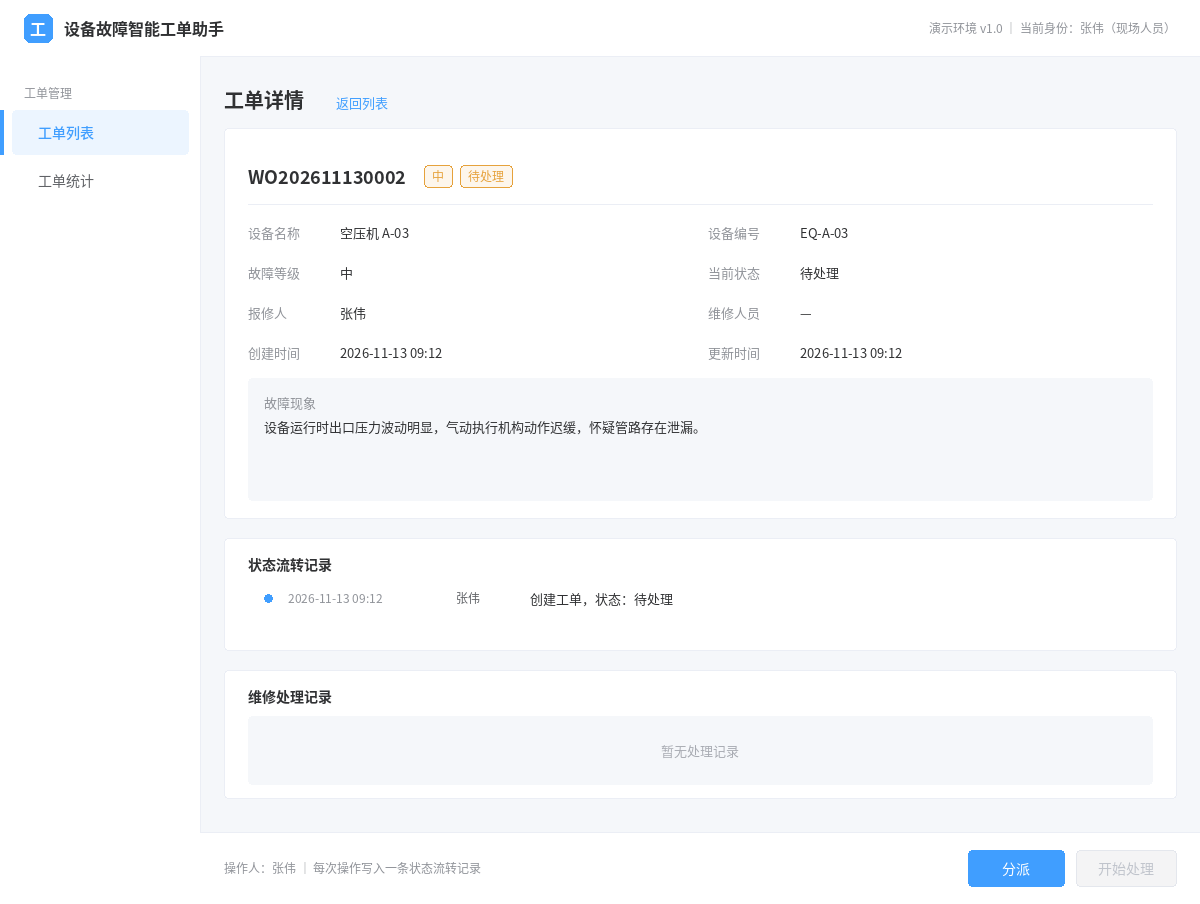 工 设备故障智能工单助手
演示环境 v1.0 | 当前身份：张伟（现场人员）
工单管理
工单列表
工单统计
工单详情 返回列表
WO202611130002 中 待处理
设备名称 空压机 A-03 设备编号 EQ-A-03
故障等级 中 当前状态 待处理
报修人 张伟 维修人员 —
创建时间 2026-11-13 09:12 更新时间 2026-11-13 09:12
故障现象
设备运行时出口压力波动明显，气动执行机构动作迟缓，怀疑管路存在泄漏。
状态流转记录
2026-11-13 09:12 张伟 创建工单，状态：待处理
维修处理记录
暂无处理记录
操作人：张伟 | 每次操作写入一条状态流转记录
分派 开始处理